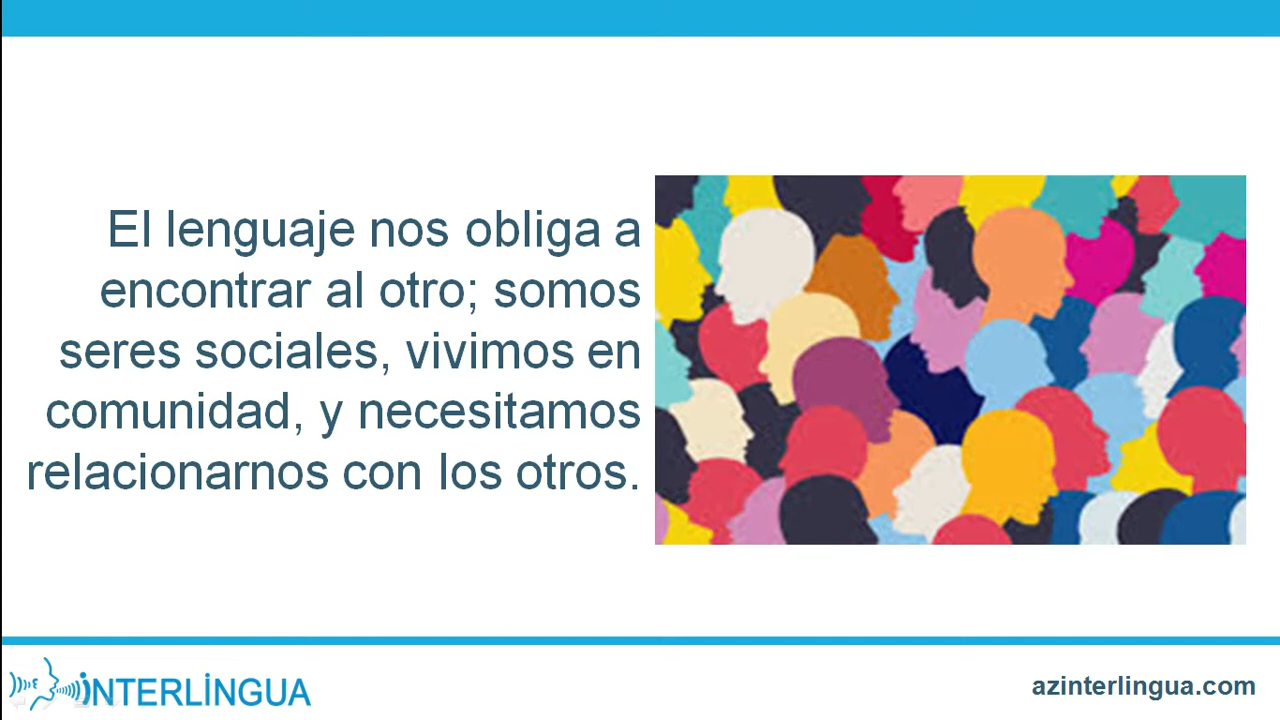 El lenguaje nos obliga a
encontrar al otro; somos
seres sociales, vivimos en
comunidad, y necesitamos
relacionarnos con los otros.
İNTERLİNGUA
azinterlingua.com